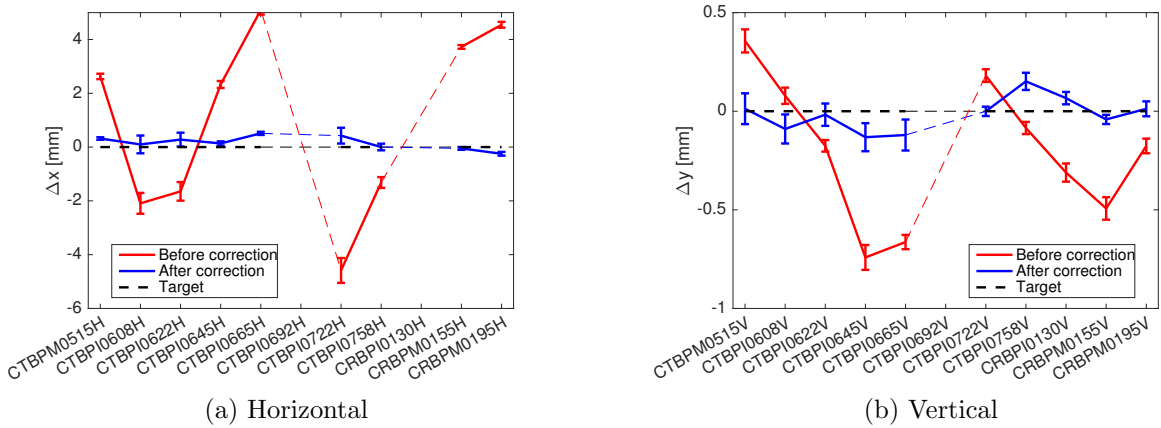 4
2
0
-2
-4
-6
Δx [mm]
Before correction
After correction
Target
CTBPM0515H
CTBPI0608H
CTBPI0622H
CTBPI0645H
CTBPI0665H
CTBPI0692H
CTBPI0722H
CTBPI0758H
CRBPI0130H
CRBPM0155H
CRBPM0195H
(a) Horizontal
0.5
0
-0.5
-1
Δy [mm]
Before correction
After correction
Target
CTBPM0515V
CTBPI0608V
CTBPI0622V
CTBPI0645V
CTBPI0665V
CTBPI0692V
CTBPI0722V
CTBPI0758V
CRBPI0130V
CRBPM0155V
CRBPM0195V
(b) Vertical